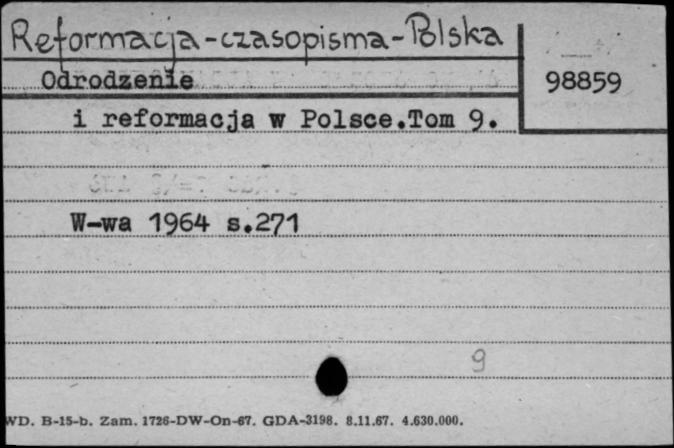 Reformacja-czasopisma-Polska
Odrodzenie
98859
i reformacja w Polsce.Tom 9.
W-wa 1964 s.271
9
WD. B-15-b. Zam. 1726-DW-On-67. GDA-3198. 8.11.67. 4.630.000.